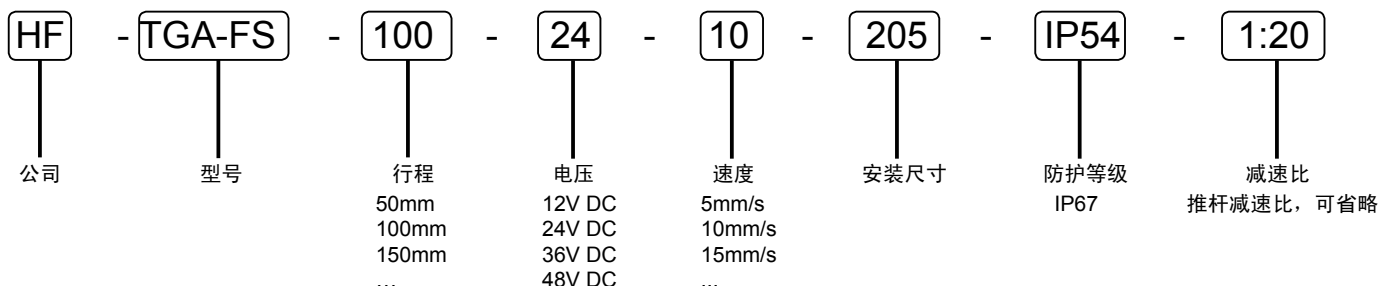 HF - TGA-FS - 100 - 24 - 10 - 205 - IP54 - 1:20
公司 型号 行程 电压 速度 安装尺寸 防护等级 减速比
50mm 12V DC 5mm/s IP67 推杆减速比，可省略
100mm 24V DC 10mm/s
150mm 36V DC 15mm/s
... 48V DC ...